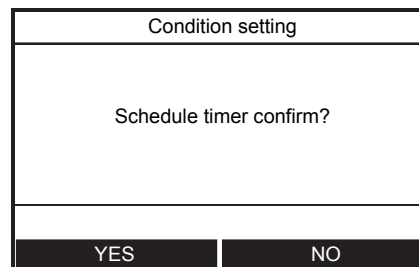 Condition setting
Schedule timer confirm?
YES NO